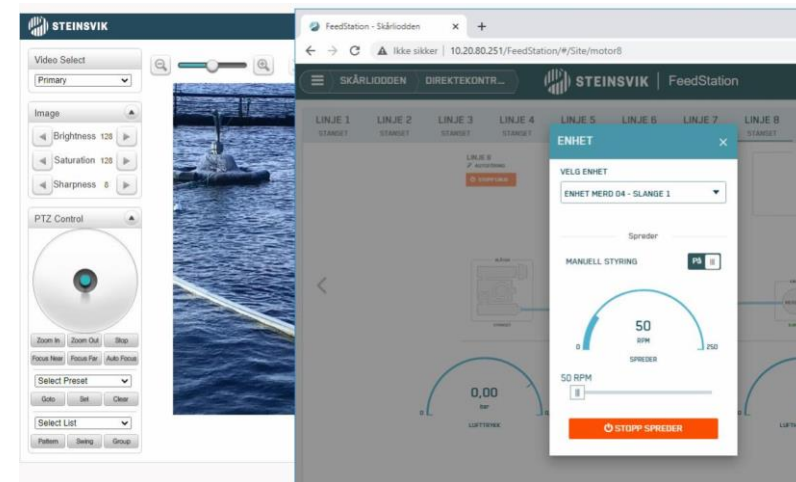 STEINSVIK
Video Select
Primary
Image
Brightness 128
Saturation 128
Sharpness 8
PTZ Control
Zoom In Zoom Out Stop
Focus Near Focus Far Auto Focus
Select Preset
Goto Set Clear
Select List
Pattern Swing Group
FeedStation - Skårliodden
Ikke sikker 10.20.80.251/FeedStation/#/Site/motor8
SKÅRLIODDEN DIREKTEKONTR... STEINSVIK | FeedStation
LINJE 1 LINJE 2 LINJE 3 LINJE 4 LINJE 5 LINJE 6 LINJE 7 LINJE 8
STANSET STANSET STANSET STANSET STANSET
LINJE 8
ENHET
VELG ENHET
ENHET MERD 04 - SLANGE 1
Spreder
MANUELL STYRING PÅ
50
RPM
0 250
SPREDER
50 RPM
STOPP SPREDER
0,00
bar
0
LUFTTRYKK